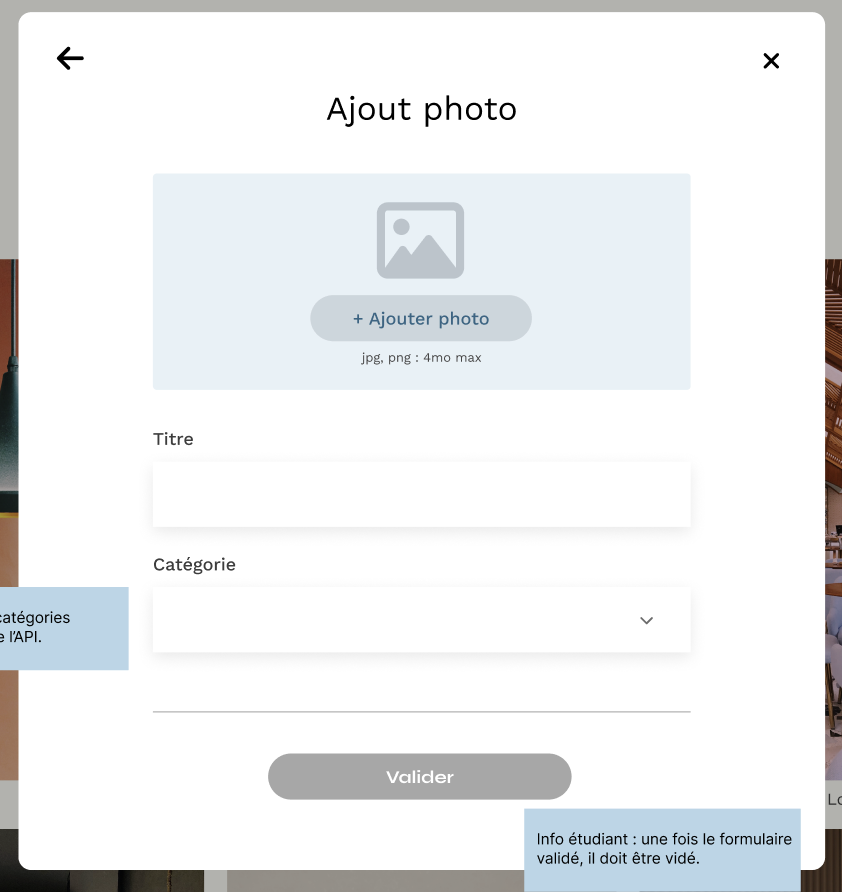 Ajout photo
+ Ajouter photo
jpg, png : 4mo max
Titre
Catégorie
catégories
l'API.
Valider
Info étudiant : une fois le formulaire
validé, il doit être vidé.